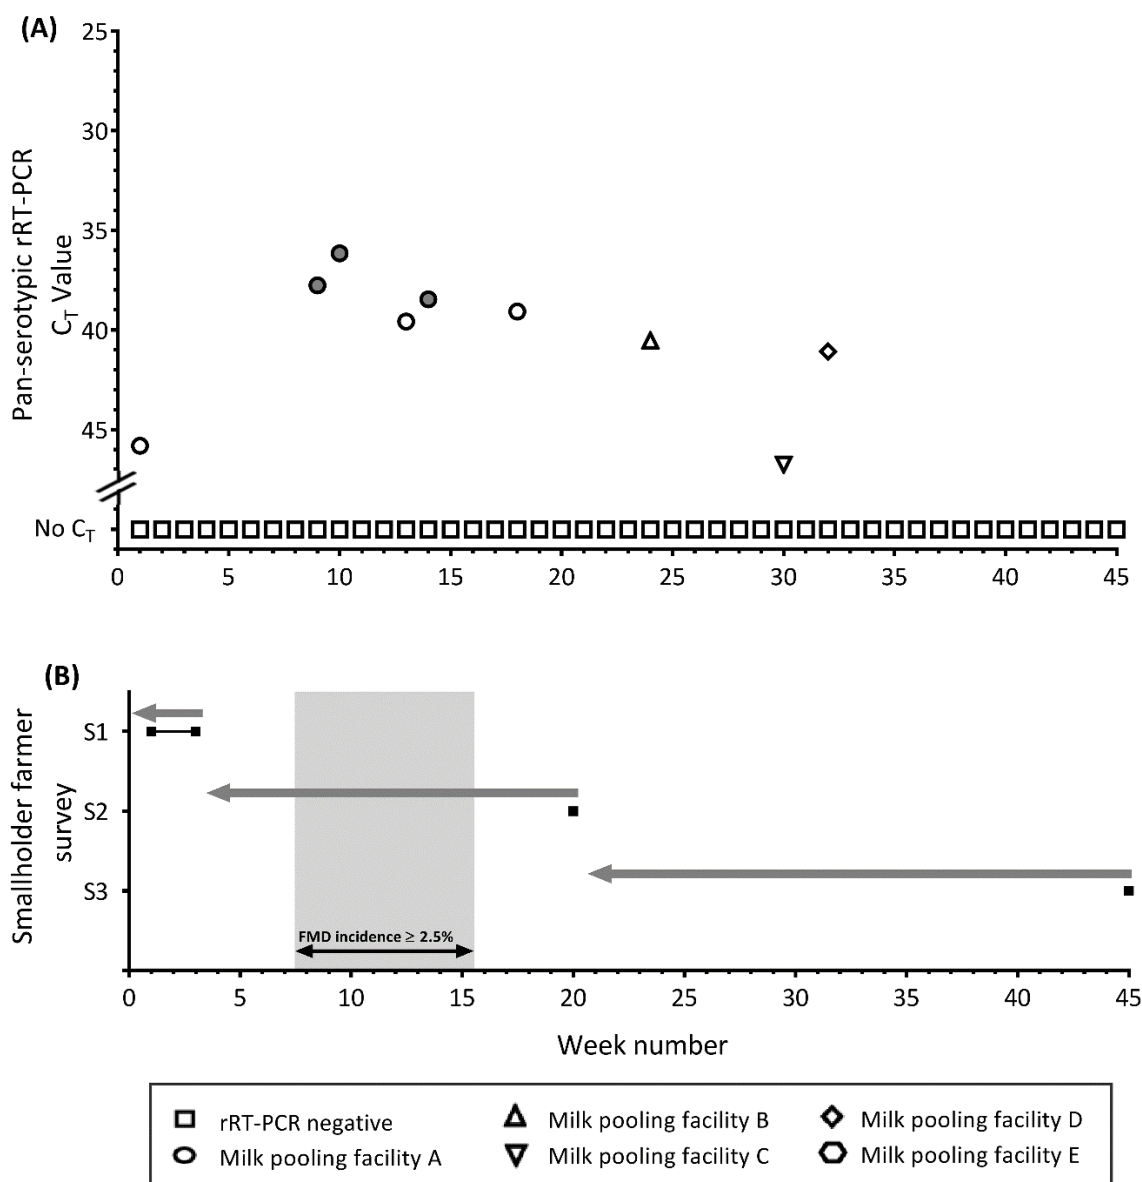 (A)
Pan-serotypic rRT-PCR
CT Value
25
30
35
40
45
No CT
0 5 10 15 20 25 30 35 40 45
(B)
Smallholder farmer
survey
S1
S2
S3
FMD incidence ≥ 2.5%
0 5 10 15 20 25 30 35 40 45
Week number
rRT-PCR negative
Milk pooling facility A
Milk pooling facility B
Milk pooling facility C
Milk pooling facility D
Milk pooling facility E